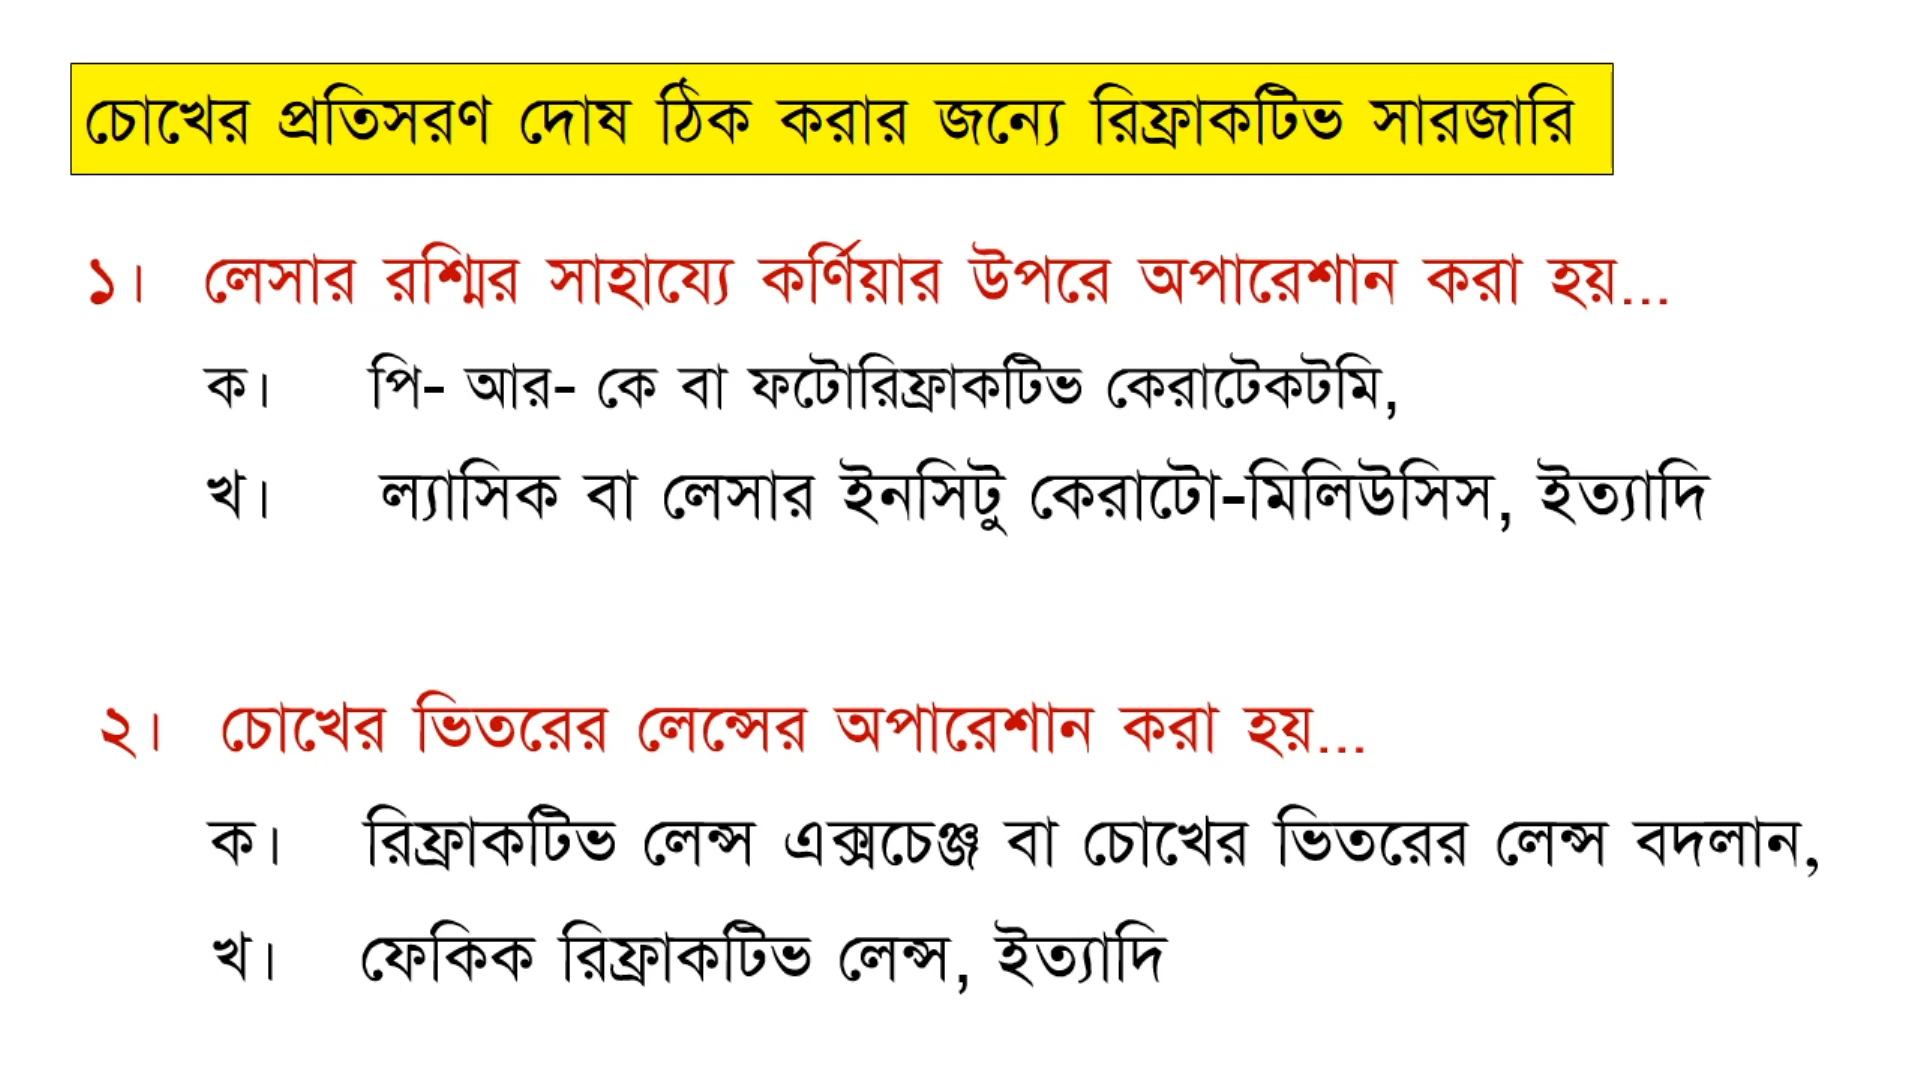 চোখের প্রতিসরণ দোষ ঠিক করার জন্যে রিফ্রাকটিভ সারজারি
১। লেসার রশ্মির সাহায্যে কর্ণিয়ার উপরে অপারেশান করা হয়...
ক। পি- আর- কে বা ফটোরিফ্রাকটিভ কেরাটেকটমি,
খ। ল্যাসিক বা লেসার ইনসিটু কেরাটো-মিলিউসিস, ইত্যাদি
২। চোখের ভিতরের লেন্সের অপারেশান করা হয়...
ক। রিফ্রাকটিভ লেন্স এক্সচেঞ্জ বা চোখের ভিতরের লেন্স বদলান,
খ। ফেকিক রিফ্রাকটিভ লেন্স, ইত্যাদি